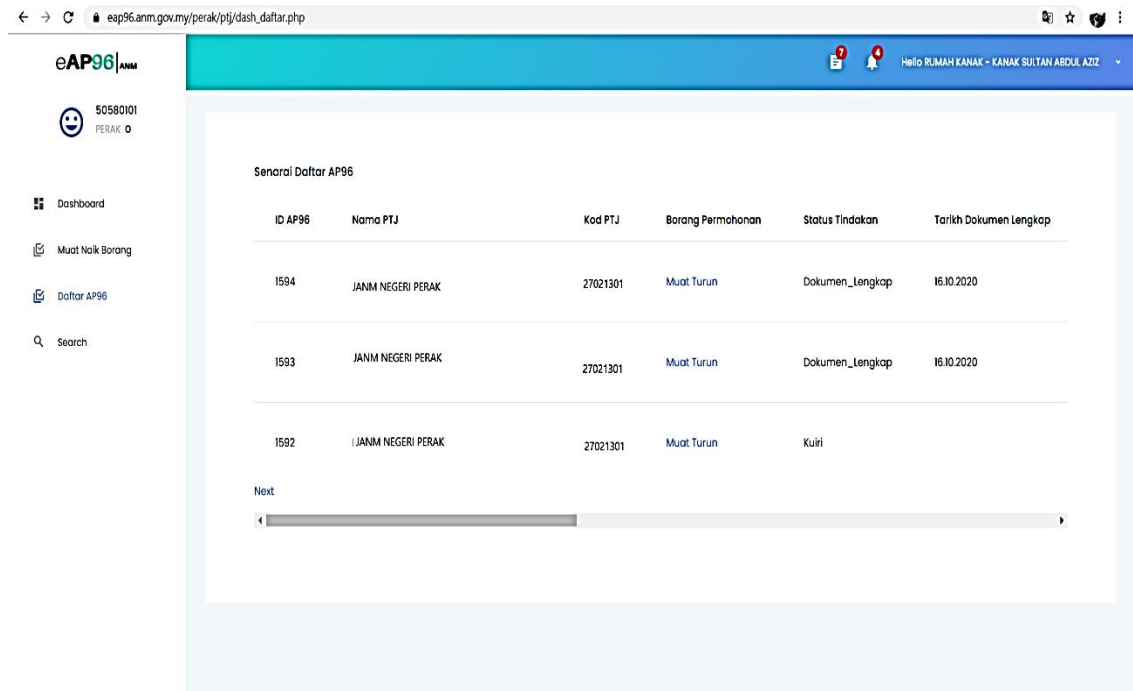 eap96.anm.gov.my/perak/ptj/dash_daftar.php
eAP96|ANM
7
4
Hello RUMAH KANAK - KANAK SULTAN ABDUL AZIZ
50580101
PERAK 0
Dashboard
Muat Naik Borang
Daftar AP96
Search
Senarai Daftar AP96
ID AP96 Nama PTJ Kod PTJ Borang Permohonan Status Tindakan Tarikh Dokumen Lengkap
1594 JANM NEGERI PERAK 27021301 Muat Turun Dokumen_Lengkap 16.10.2020
1593 JANM NEGERI PERAK 27021301 Muat Turun Dokumen_Lengkap 16.10.2020
1592 JANM NEGERI PERAK 27021301 Muat Turun Kuiri
Next